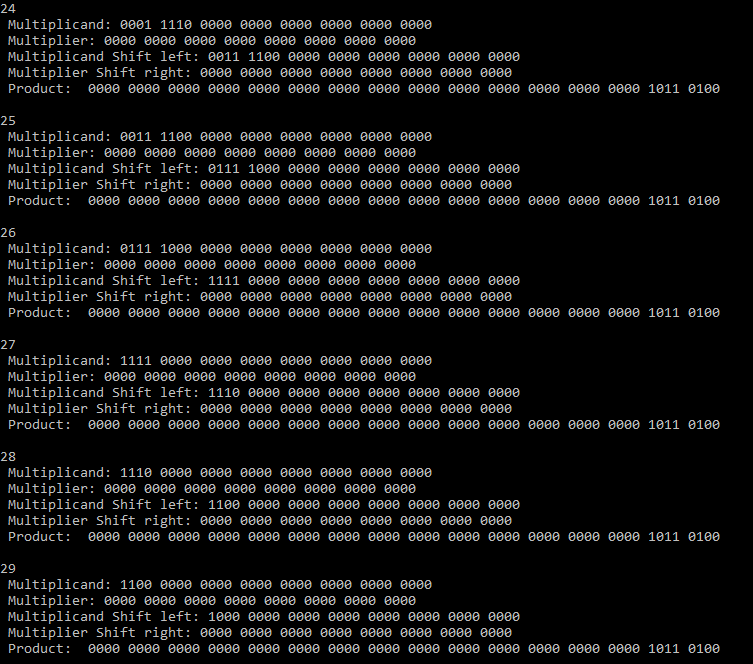 24
Multiplicand: 0001 1110 0000 0000 0000 0000 0000 0000
Multiplier: 0000 0000 0000 0000 0000 0000 0000 0000
Multiplicand Shift left: 0011 1100 0000 0000 0000 0000 0000 0000
Multiplier Shift right: 0000 0000 0000 0000 0000 0000 0000 0000
Product:  0000 0000 0000 0000 0000 0000 0000 0000 0000 0000 0000 0000 0000 0000 1011 0100
25
Multiplicand: 0011 1100 0000 0000 0000 0000 0000 0000
Multiplier: 0000 0000 0000 0000 0000 0000 0000 0000
Multiplicand Shift left: 0111 1000 0000 0000 0000 0000 0000 0000
Multiplier Shift right: 0000 0000 0000 0000 0000 0000 0000 0000
Product:  0000 0000 0000 0000 0000 0000 0000 0000 0000 0000 0000 0000 0000 0000 1011 0100
26
Multiplicand: 0111 1000 0000 0000 0000 0000 0000 0000
Multiplier: 0000 0000 0000 0000 0000 0000 0000 0000
Multiplicand Shift left: 1111 0000 0000 0000 0000 0000 0000 0000
Multiplier Shift right: 0000 0000 0000 0000 0000 0000 0000 0000
Product:  0000 0000 0000 0000 0000 0000 0000 0000 0000 0000 0000 0000 0000 0000 1011 0100
27
Multiplicand: 1111 0000 0000 0000 0000 0000 0000 0000
Multiplier: 0000 0000 0000 0000 0000 0000 0000 0000
Multiplicand Shift left: 1110 0000 0000 0000 0000 0000 0000 0000
Multiplier Shift right: 0000 0000 0000 0000 0000 0000 0000 0000
Product:  0000 0000 0000 0000 0000 0000 0000 0000 0000 0000 0000 0000 0000 0000 1011 0100
28
Multiplicand: 1110 0000 0000 0000 0000 0000 0000 0000
Multiplier: 0000 0000 0000 0000 0000 0000 0000 0000
Multiplicand Shift left: 1100 0000 0000 0000 0000 0000 0000 0000
Multiplier Shift right: 0000 0000 0000 0000 0000 0000 0000 0000
Product:  0000 0000 0000 0000 0000 0000 0000 0000 0000 0000 0000 0000 0000 0000 1011 0100
29
Multiplicand: 1100 0000 0000 0000 0000 0000 0000 0000
Multiplier: 0000 0000 0000 0000 0000 0000 0000 0000
Multiplicand Shift left: 1000 0000 0000 0000 0000 0000 0000 0000
Multiplier Shift right: 0000 0000 0000 0000 0000 0000 0000 0000
Product:  0000 0000 0000 0000 0000 0000 0000 0000 0000 0000 0000 0000 0000 0000 1011 0100